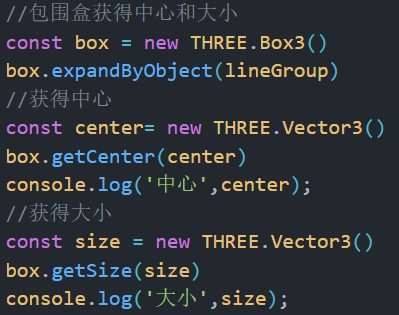 //包围盒获得中心和大小
const box = new THREE.Box3()
box.expandByObject(lineGroup)
//获得中心
const center= new THREE.Vector3()
box.getCenter(center)
console.log('中心',center);
//获得大小
const size = new THREE.Vector3()
box.getSize(size)
console.log('大小',size);